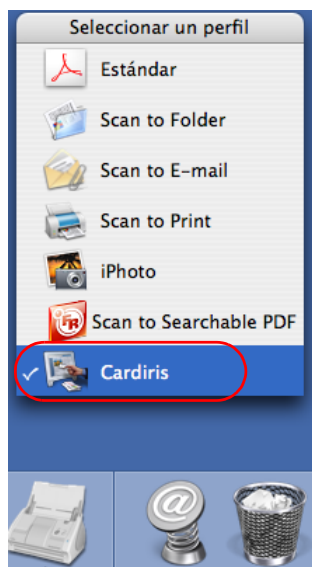 Seleccionar un perfil
Estándar
Scan to Folder
Scan to E-mail
Scan to Print
iPhoto
Scan to Searchable PDF
Cardiris